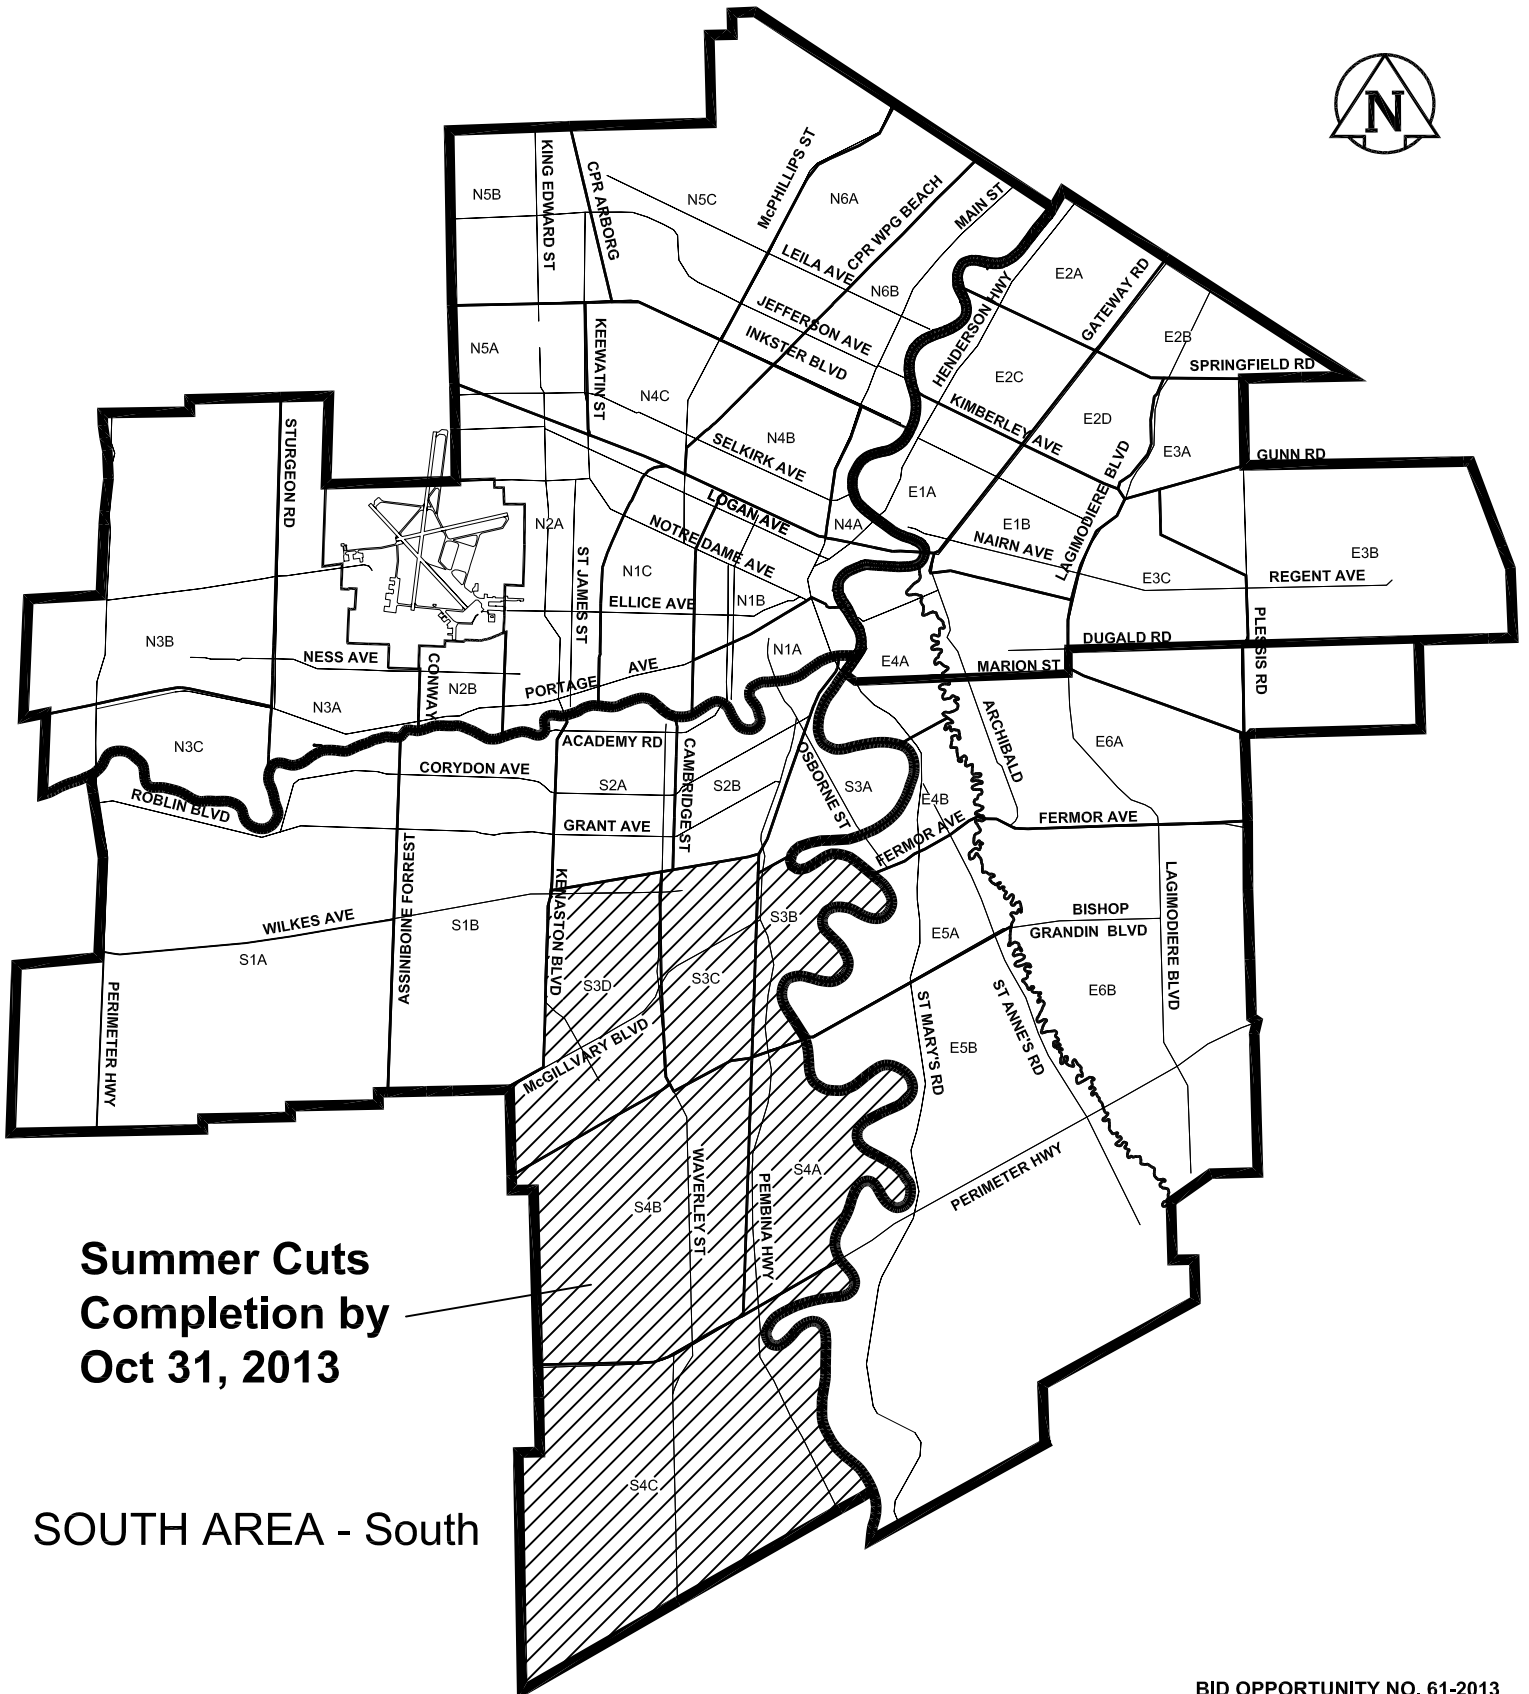 N
KING EDWARD ST
CPR ARBORG
McPHILLIPS ST
N5B
N5C
N6A
CPR WPG BEACH
MAIN ST
LEILA AVE
N6B
E2A
GATEWAY RD
HENDERSON HWY
JEFFERSON AVE
INKSTER BLVD
N5A
KEEWATIN ST
E2B
SPRINGFIELD RD
N4C
E2C
KIMBERLEY AVE
E2D
STURGEON RD
N4B
SELKIRK AVE
LAGIMODIERE BLVD
E3A
GUNN RD
N2A
LOGAN AVE
NOTRE DAME AVE
N4A
E1A
E1B
NAIRN AVE
E3B
ST JAMES ST
N1C
ELLICE AVE
N1B
E3C
REGENT AVE
N3B
NESS AVE
CONWAY
N2B
PORTAGE
AVE
N1A
E4A
MARION ST
DUGALD RD
PLESSIS RD
N3A
N3C
ACADEMY RD
CAMBRIDGE ST
OSBORNE ST
ARCHIBALD
E6A
CORYDON AVE
S2A
S2B
S3A
E4B
ROBLIN BLVD
GRANT AVE
FERMOR AVE
FERMOR AVE
ASSINIBOINE FORREST
KENASTON BLVD
LAGIMODIERE BLVD
WILKES AVE
S1B
S3B
E5A
BISHOP
GRANDIN BLVD
S1A
S3D
S3C
E6B
PERIMETER HWY
McGILLVARY BLVD
ST MARY'S RD
E5B
ST ANNE'S RD
S4B
WAVERLEY ST
PEMBINA HWY
S4A
PERIMETER HWY
Summer Cuts
Completion by
Oct 31, 2013
S4C
SOUTH AREA - South
BID OPPORTUNITY NO. 61-2013